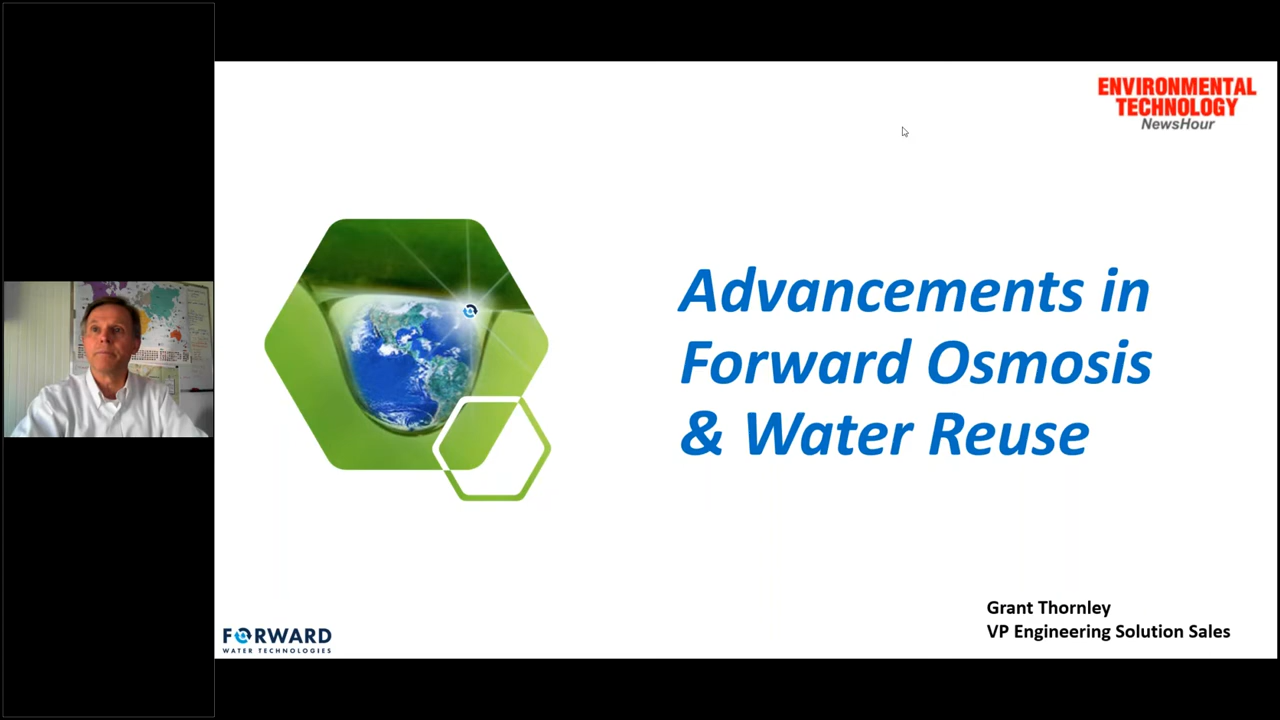 ENVIRONMENTAL
TECHNOLOGY
NewsHour
Advancements in
Forward Osmosis
& Water Reuse
Grant Thornley
VP Engineering Solution Sales
FORWARD
WATER TECHNOLOGIES